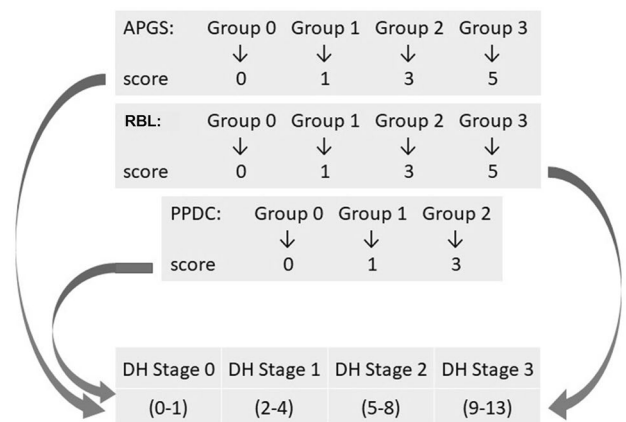 APGS: Group 0 Group 1 Group 2 Group 3
↓ ↓ ↓ ↓
score 0 1 3 5
RBL: Group 0 Group 1 Group 2 Group 3
↓ ↓ ↓ ↓
score 0 1 3 5
PPDC: Group 0 Group 1 Group 2
↓ ↓ ↓
score 0 1 3
DH Stage 0 DH Stage 1 DH Stage 2 DH Stage 3
(0-1) (2-4) (5-8) (9-13)